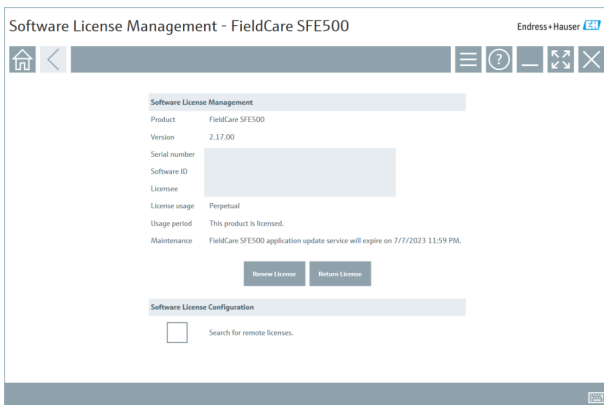 Software License Management - FieldCare SFE500
Endress+Hauser EH
?
Software License Management
Product FieldCare SFE500
Version 2.17.00
Serial number
Software ID
Licensee
License usage Perpetual
Usage period This product is licensed.
Maintenance FieldCare SFE500 application update service will expire on 7/7/2023 11:59 PM.
Renew License Return License
Software License Configuration
Search for remote licenses.